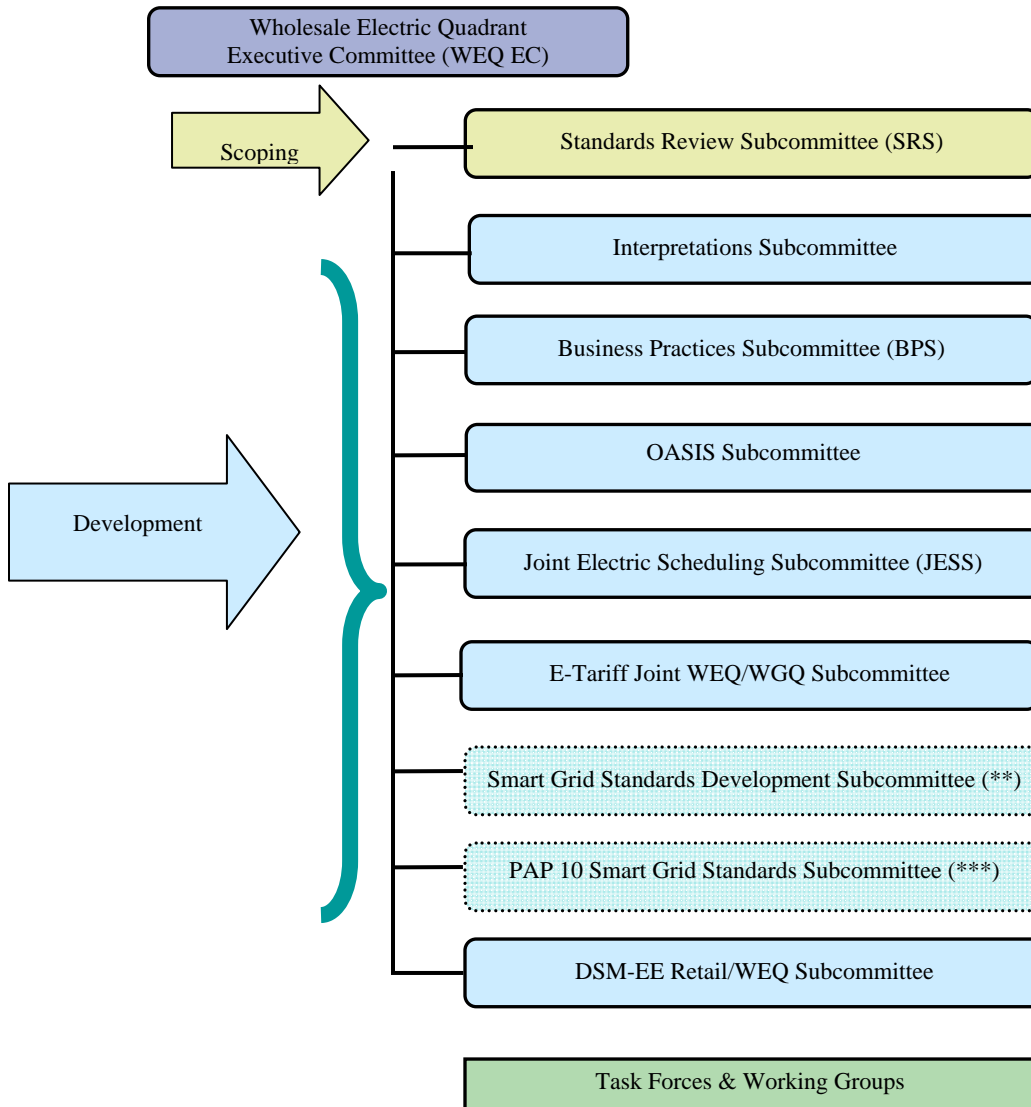 Wholesale Electric Quadrant
Executive Committee (WEQ EC)
Scoping
Standards Review Subcommittee (SRS)
Interpretations Subcommittee
Business Practices Subcommittee (BPS)
OASIS Subcommittee
Development
Joint Electric Scheduling Subcommittee (JESS)
E-Tariff Joint WEQ/WGQ Subcommittee
Smart Grid Standards Development Subcommittee (**)
PAP 10 Smart Grid Standards Subcommittee (***)
DSM-EE Retail/WEQ Subcommittee
Task Forces & Working Groups